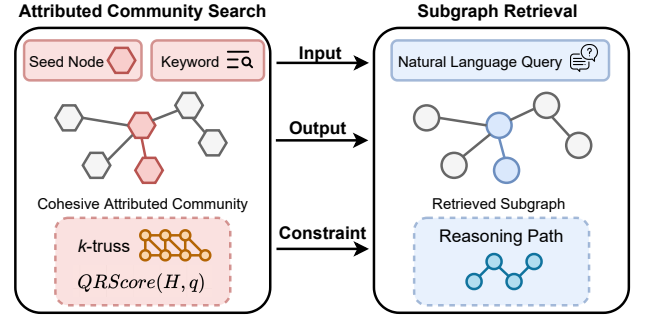 Attributed Community Search
Seed Node
Keyword
Cohesive Attributed Community
k-truss
QRScore(H, q)
Input
Output
Constraint
Subgraph Retrieval
Natural Language Query
?
Retrieved Subgraph
Reasoning Path